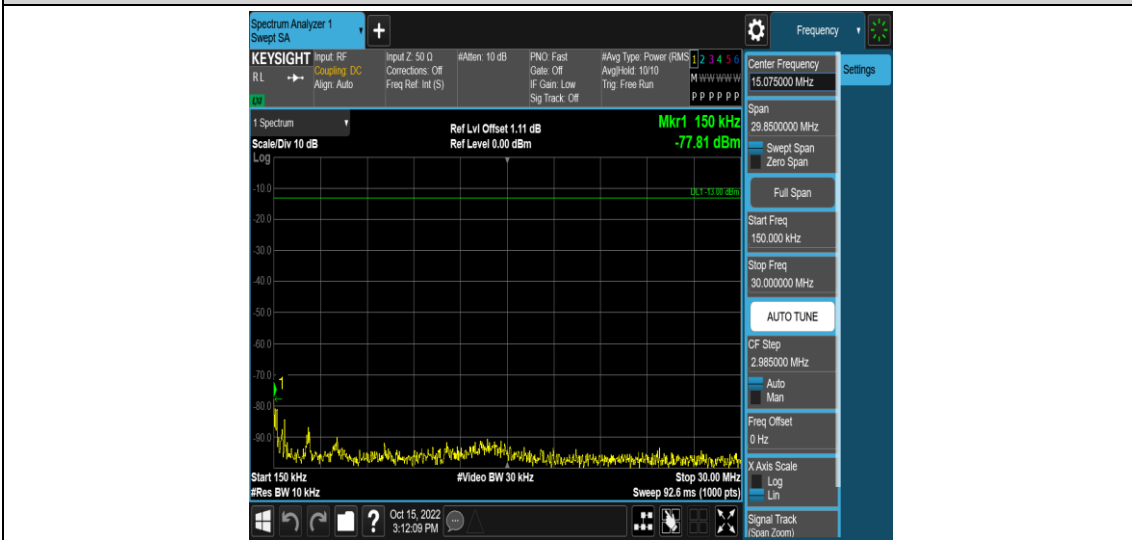 Spectrum Analyzer 1
Swept SA
+
Frequency
KEYSIGHT
RL
LXI
Input: RF
Coupling: DC
Align: Auto
Input Z: 50 Ω
Corrections: Off
Freq Ref: Int (S)
#Atten: 10 dB
PNO: Fast
Gate: Off
IF Gain: Low
Sig Track: Off
#Avg Type: Power (RMS
Avg|Hold: 10/10
Trig: Free Run
1 2 3 4 5 6
M W W W W W
P P P P P P
Center Frequency
15.075000 MHz
Settings
Span
29.8500000 MHz
Swept Span
Zero Span
Full Span
Start Freq
150.000 kHz
Stop Freq
30.000000 MHz
AUTO TUNE
CF Step
2.985000 MHz
Auto
Man
Freq Offset
0 Hz
X Axis Scale
Log
Lin
Signal Track
(Span Zoom)
1 Spectrum
Scale/Div 10 dB
Log
Ref Lvl Offset 1.11 dB
Ref Level 0.00 dBm
Mkr1 150 kHz
-77.81 dBm
DL1 -13.00 dBm
-10.0
-20.0
-30.0
-40.0
-50.0
-60.0
-70.0
1
-80.0
-90.0
Start 150 kHz
#Video BW 30 kHz
Stop 30.00 MHz
#Res BW 10 kHz
Sweep 92.6 ms (1000 pts)
?
Oct 15, 2022
3:12:09 PM